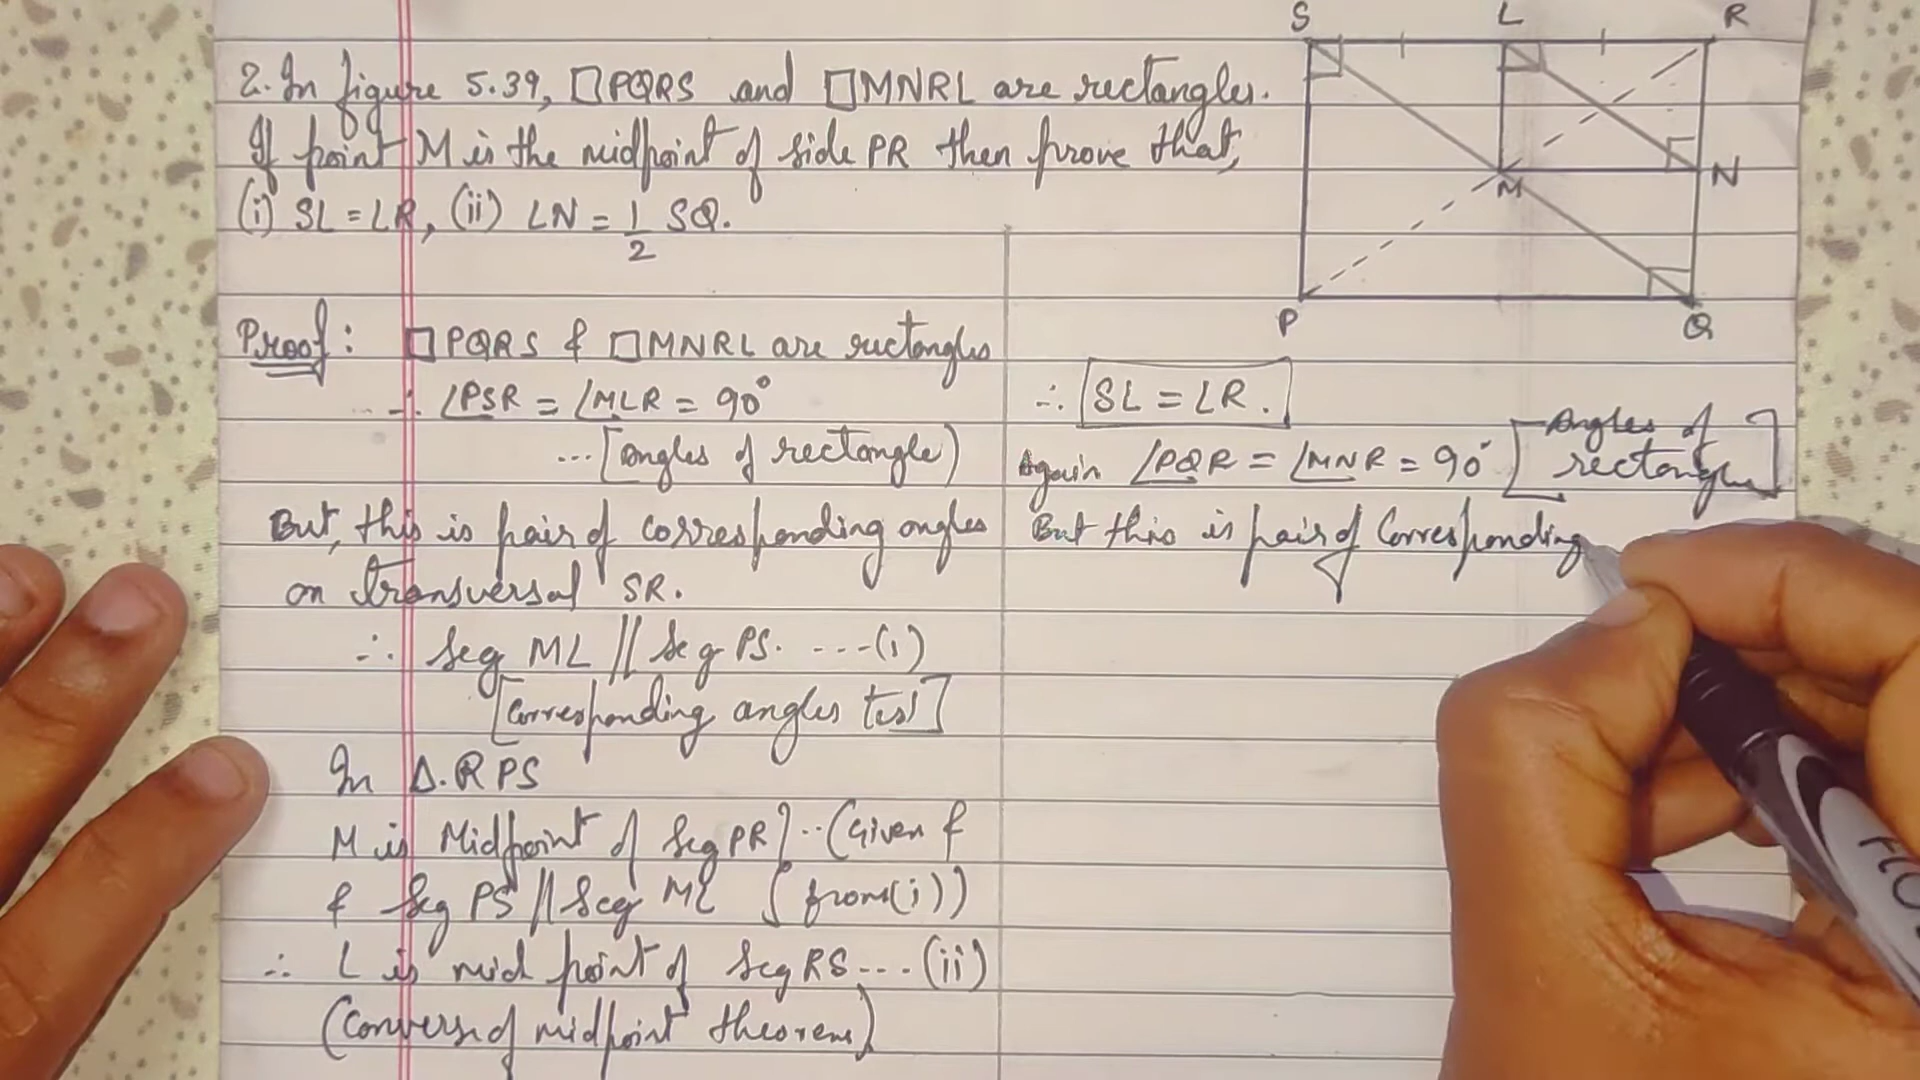 2. In figure 5.39, □PQRS and □MNRL are rectangles.
If point M is the midpoint of side PR then prove that,
(i) SL = LR, (ii) LN = 1/2 SQ.
S L R
M N
P Q
Proof : □PQRS & □MNRL are rectangles
∴ ∠PSR = ∠MLR = 90°
... [angles of rectangle)
But, this is pair of corresponding angles
on transversal SR.
∴ seg ML || seg PS. ----(i)
[Corresponding angles test]
In Δ.RPS
M is Midpoint of seg PR] ..(Given &
& seg PS || seg ML from (i))
∴ L is mid point of seg RS... (ii)
(Converse of midpoint theorem)
∴ SL = LR.
Again ∠PQR = ∠MNR = 90° [Angles of
rectangle]
But this is pair of Corresponding